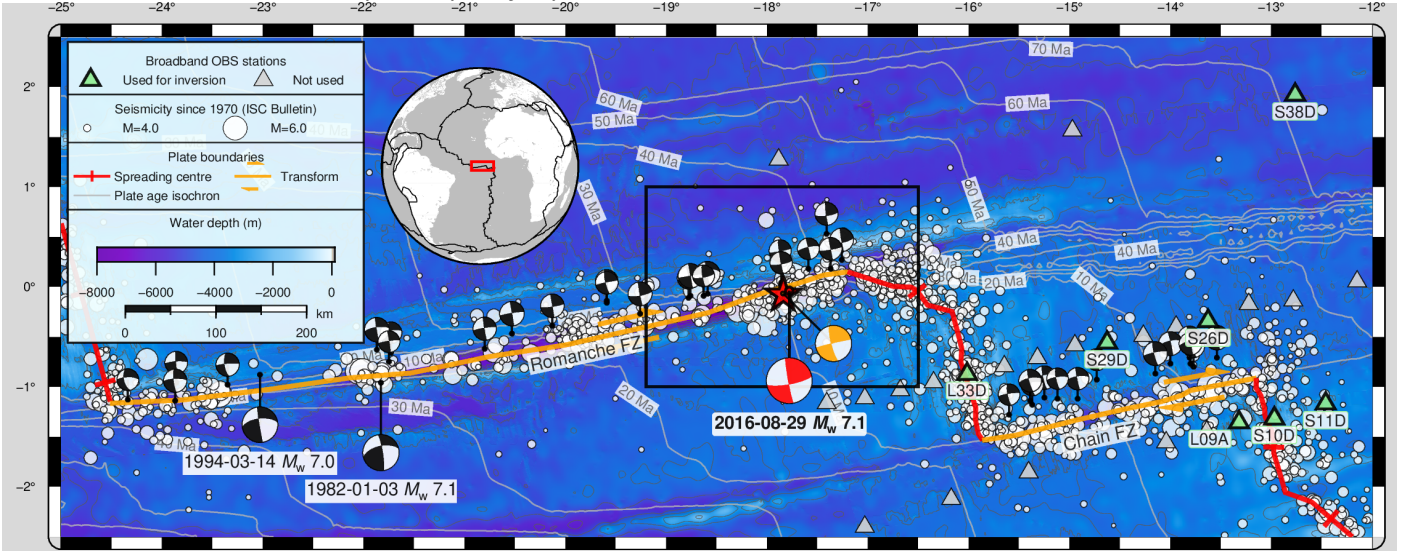 −25° −24° −23° −22° −21° −20° −19° −18° −17° −16° −15° −14° −13° −12°
2°
1°
0°
−1°
−2°
Broadband OBS stations
Used for inversion Not used
Seismicity since 1970 (ISC Bulletin)
M=4.0 M=6.0
Plate boundaries
Spreading centre Transform
Plate age isochron
Water depth (m)
−8000 −6000 −4000 −2000 0
0 100 200 km
70 Ma
60 Ma
50 Ma
60 Ma
40 Ma
30 Ma
50 Ma
40 Ma
40 Ma
20 Ma
10 Ma
10 Ma
30 Ma
20 Ma
40 Ma
Romanche FZ
Chain FZ
S38D
S26D
S29D
L33D
S11D
L09A
S10D
2016-08-29 Mw 7.1
1994-03-14 Mw 7.0
1982-01-03 Mw 7.1